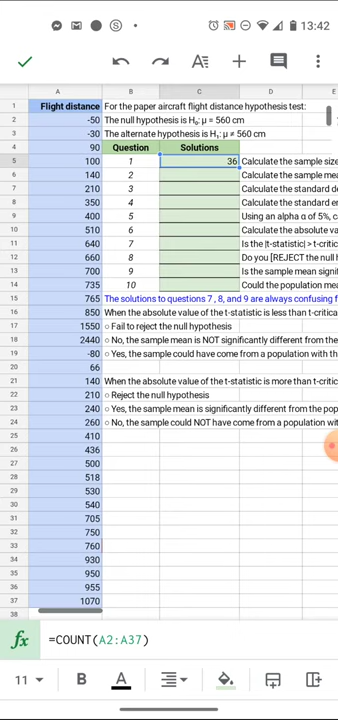 13:42
A B C D E
1 Flight distance For the paper aircraft flight distance hypothesis test:
2 -50 The null hypothesis is H₀: µ = 560 cm
3 -30 The alternate hypothesis is H₁: µ ≠ 560 cm
4 90 Question Solutions
5 100 1 36 Calculate the sample size
6 140 2 Calculate the sample mea
7 210 3 Calculate the standard de
8 350 4 Calculate the standard er
9 400 5 Using an alpha α of 5%, c
10 510 6 Calculate the absolute va
11 640 7 Is the |t-statistic| > t-critic
12 660 8 Do you [REJECT the null h
13 700 9 Is the sample mean signif
14 735 10 Could the population mea
15 765 The solutions to questions 7 , 8, and 9 are always confusing f
16 850 When the absolute value of the t-statistic is less than t-critica
17 1550 ○ Fail to reject the null hypothesis
18 2440 ○ No, the sample mean is NOT significantly different from the
19 -80 ○ Yes, the sample could have come from a population with th
20 66
21 140 When the absolute value of the t-statistic is more than t-critic
22 210 ○ Reject the null hypothesis
23 240 ○ Yes, the sample mean is significantly different from the pop
24 260 ○ No, the sample could NOT have come from a population wit
25 410
26 436
27 500
28 518
29 530
30 540
31 705
32 750
33 760
34 930
35 950
36 955
37 1070
38
fx =COUNT(A2:A37)
11 B A